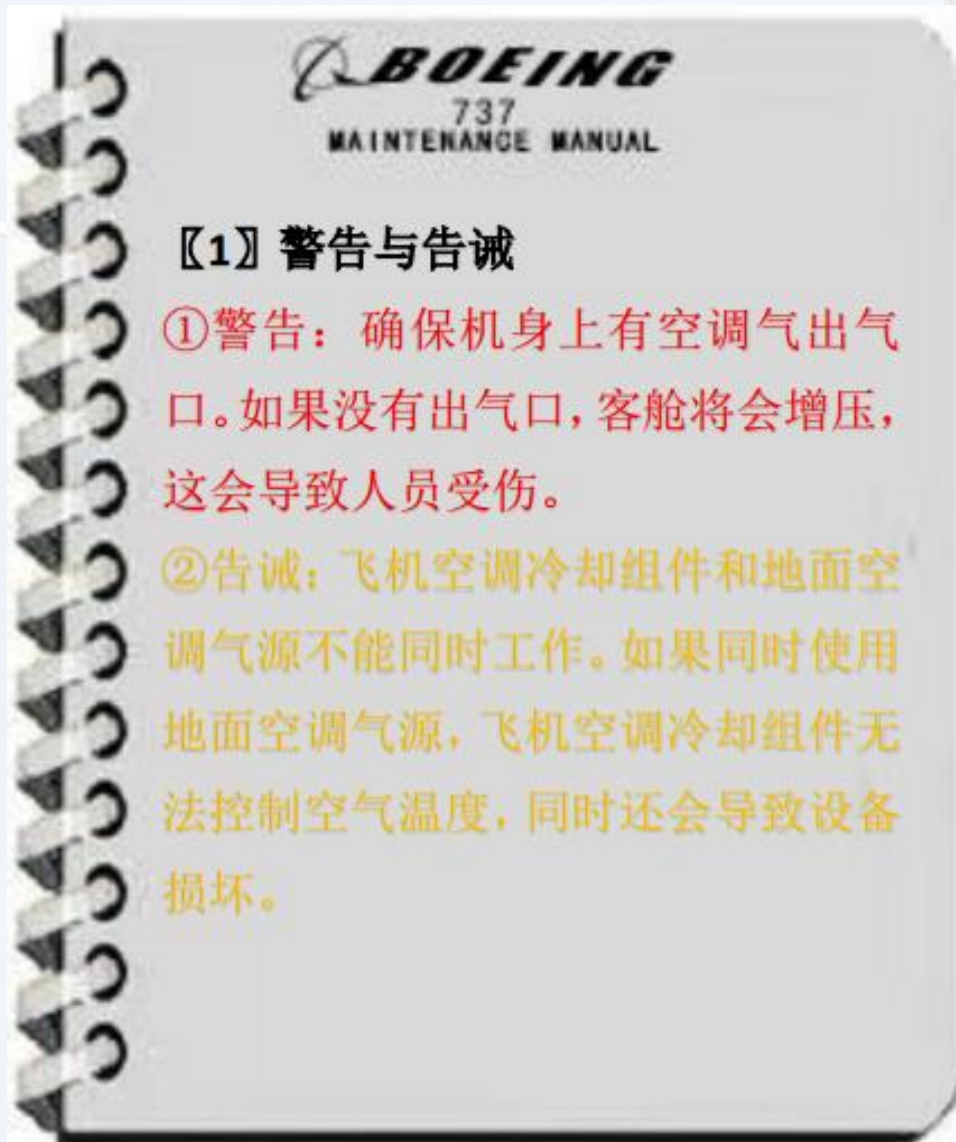 BOEING
737
MAINTENANCE MANUAL
〖1〗警告与告诫
①警告：确保机身上有空调气出气
口。如果没有出气口，客舱将会增压，
这会导致人员受伤。
②告诫：飞机空调冷却组件和地面空
调气源不能同时工作。如果同时使用
地面空调气源，飞机空调冷却组件无
法控制空气温度，同时还会导致设备
损坏。